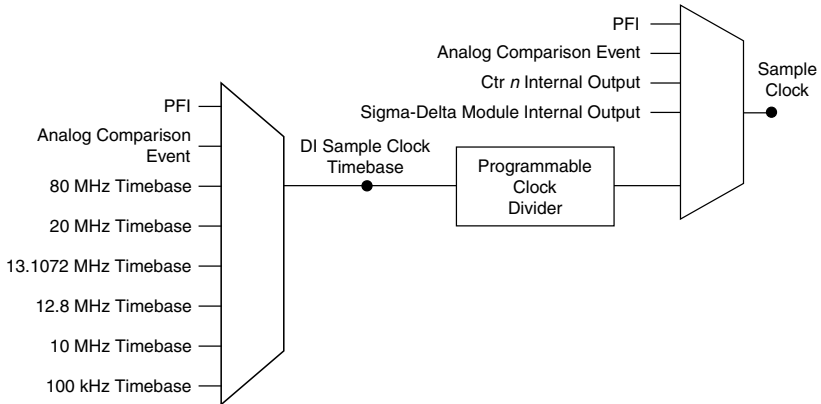 PFI
Analog Comparison Event
Ctr n Internal Output
Sigma-Delta Module Internal Output
Sample
Clock
PFI
Analog Comparison
Event
80 MHz Timebase
20 MHz Timebase
13.1072 MHz Timebase
12.8 MHz Timebase
10 MHz Timebase
100 kHz Timebase
DI Sample Clock
Timebase
Programmable
Clock
Divider